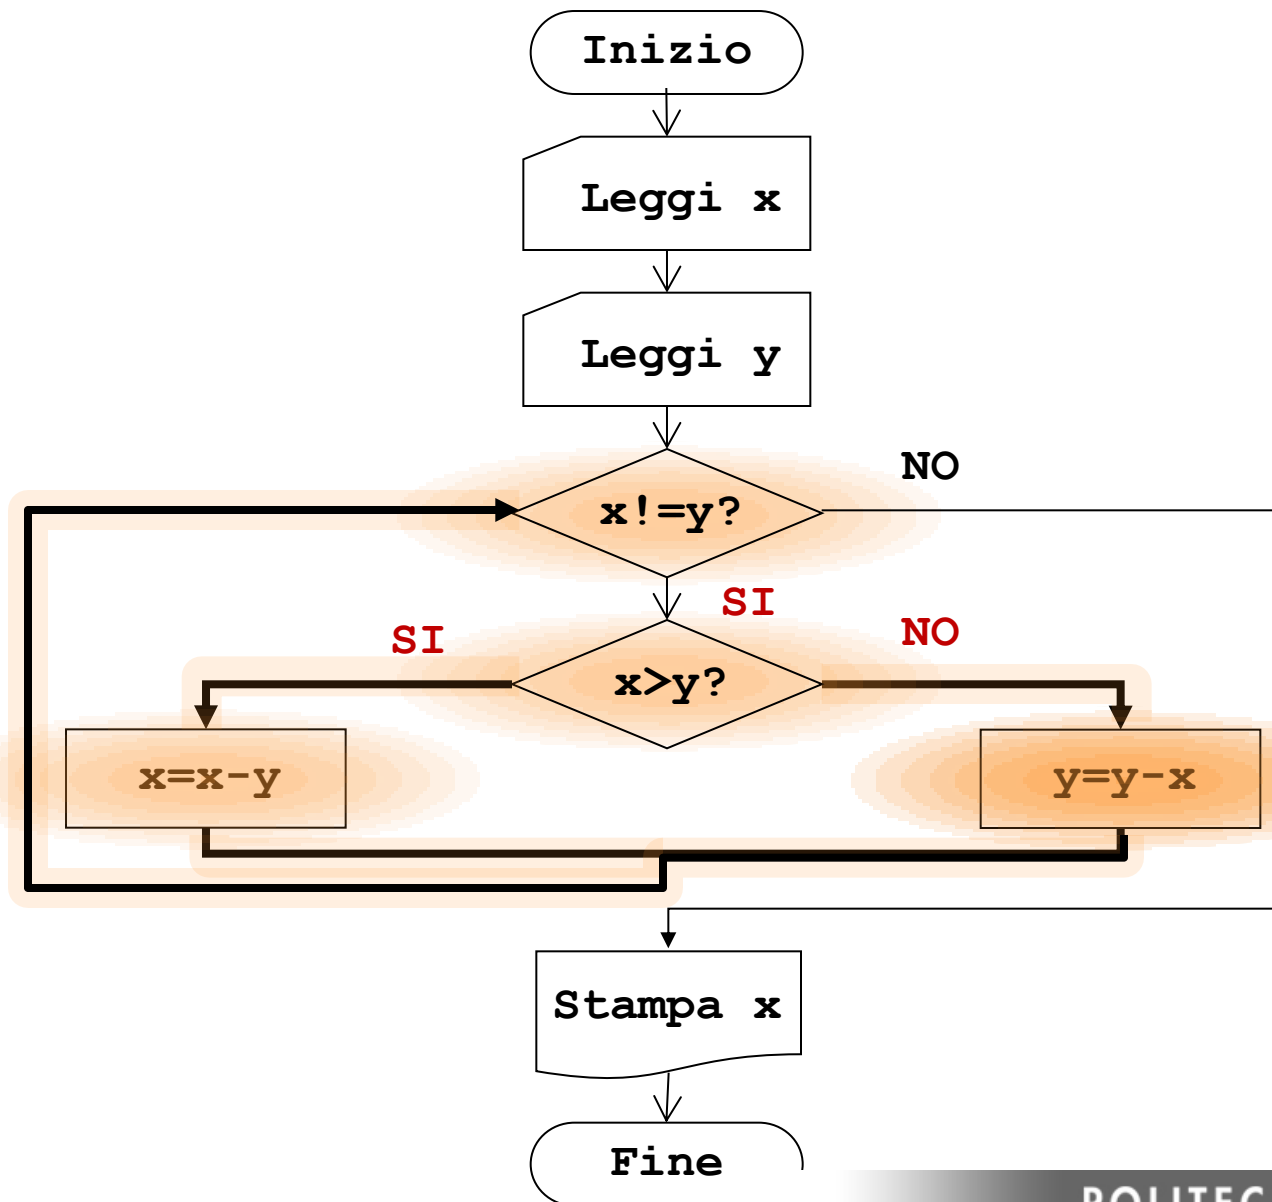 Inizio
Leggi x
Leggi y
x!=y?
NO
SI
x>y?
SI
NO
x=x-y
y=y-x
Stampa x
Fine